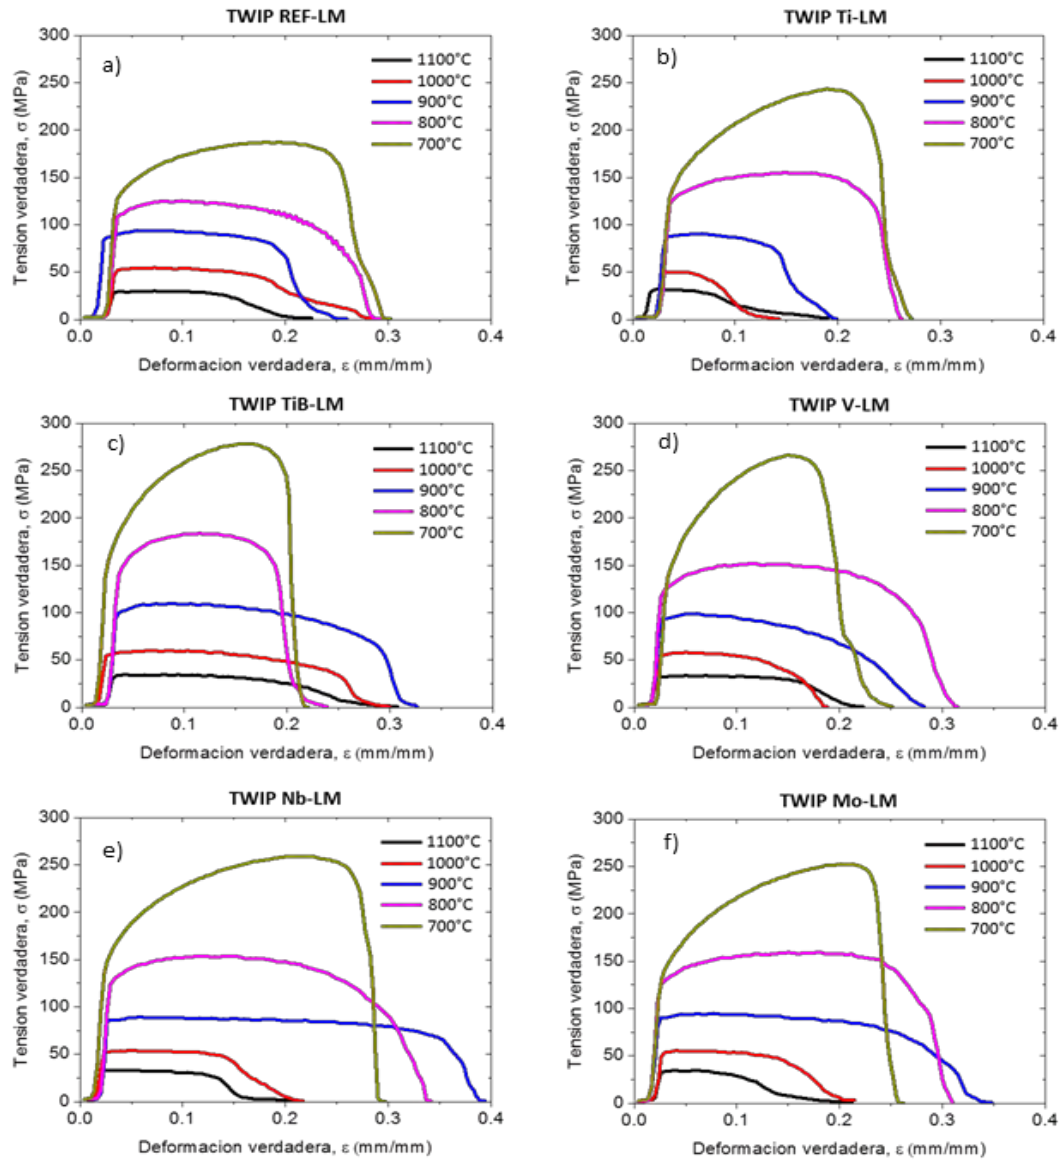 TWIP REF-LM
a)
1100°C
1000°C
900°C
800°C
700°C
Tension verdadera, σ (MPa)
300
250
200
150
100
50
0
0.0 0.1 0.2 0.3 0.4
Deformacion verdadera, ε (mm/mm)
TWIP Ti-LM
b)
1100°C
1000°C
900°C
800°C
700°C
Tension verdadera, σ (MPa)
300
250
200
150
100
50
0
0.0 0.1 0.2 0.3 0.4
Deformacion verdadera, ε (mm/mm)
TWIP TiB-LM
c)
1100°C
1000°C
900°C
800°C
700°C
Tension verdadera, σ (MPa)
300
250
200
150
100
50
0
0.0 0.1 0.2 0.3 0.4
Deformacion verdadera, ε (mm/mm)
TWIP V-LM
d)
1100°C
1000°C
900°C
800°C
700°C
Tension verdadera, σ (MPa)
300
250
200
150
100
50
0
0.0 0.1 0.2 0.3 0.4
Deformacion verdadera, ε (mm/mm)
TWIP Nb-LM
e)
1100°C
1000°C
900°C
800°C
700°C
Tension verdadera, σ (MPa)
300
250
200
150
100
50
0
0.0 0.1 0.2 0.3 0.4
Deformacion verdadera, ε (mm/mm)
TWIP Mo-LM
f)
1100°C
1000°C
900°C
800°C
700°C
Tension verdadera, σ (MPa)
300
250
200
150
100
50
0
0.0 0.1 0.2 0.3 0.4
Deformacion verdadera, ε (mm/mm)